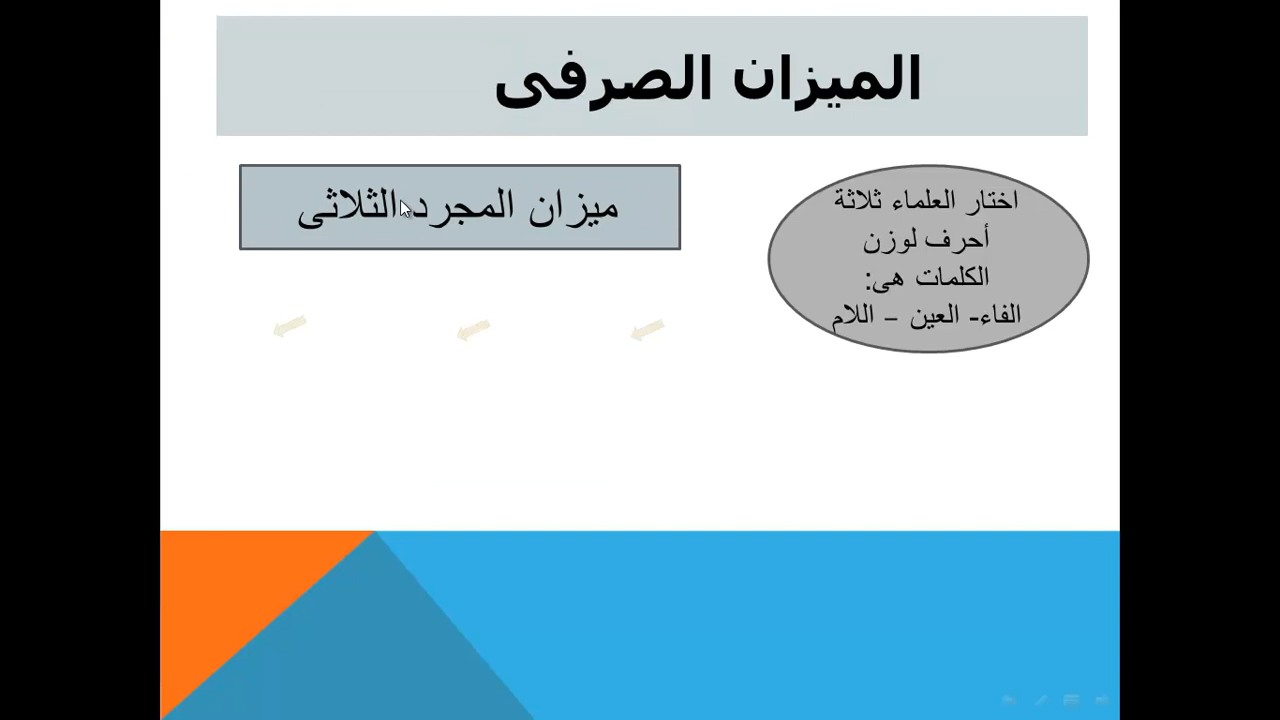 الميزان الصرفى
اختار العلماء ثلاثة
أحرف لوزن
الكلمات هى:
الفاء- العين – اللام
ميزان المجرد الثلاثى